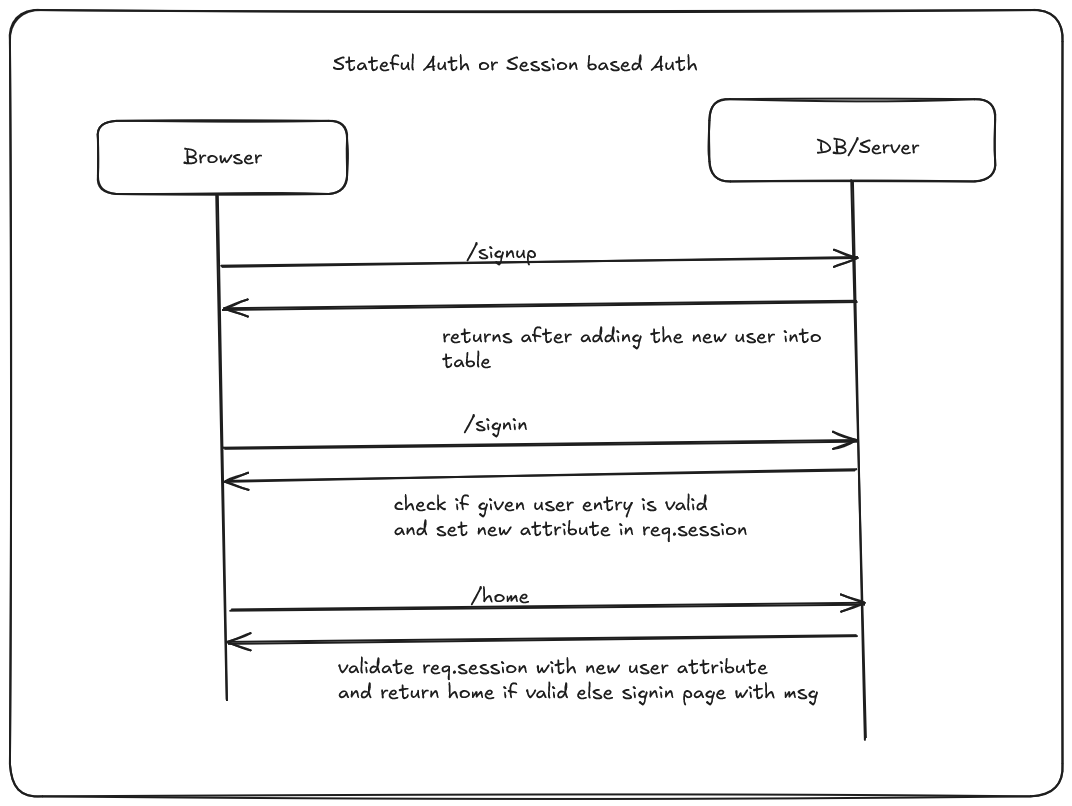 Stateful Auth or Session based Auth
Browser
DB/Server
/signup
returns after adding the new user into
table
/signin
check if given user entry is valid
and set new attribute in req.session
/home
validate req.session with new user attribute
and return home if valid else signin page with msg